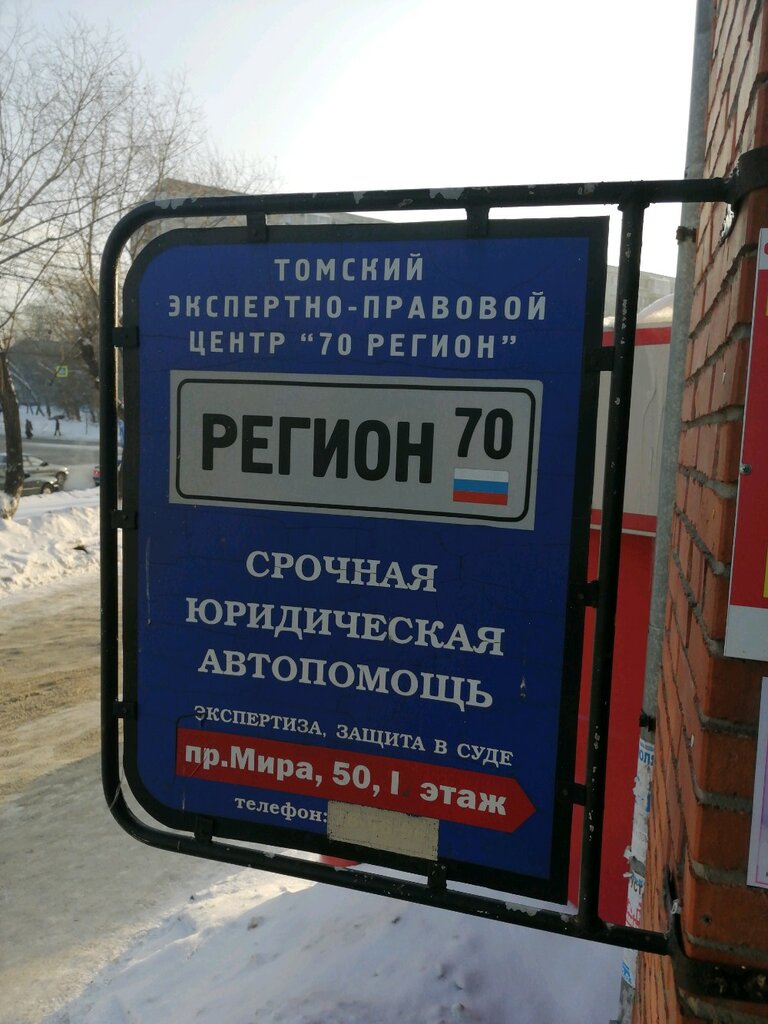 ТОМСКИЙ
ЭКСПЕРТНО-ПРАВОВОЙ
ЦЕНТР "70 РЕГИОН"
РЕГИОН 70
СРОЧНАЯ
ЮРИДИЧЕСКАЯ
АВТОПОМОЩЬ
ЭКСПЕРТИЗА, ЗАЩИТА В СУДЕ
пр.Мира, 50, I этаж
телефон: